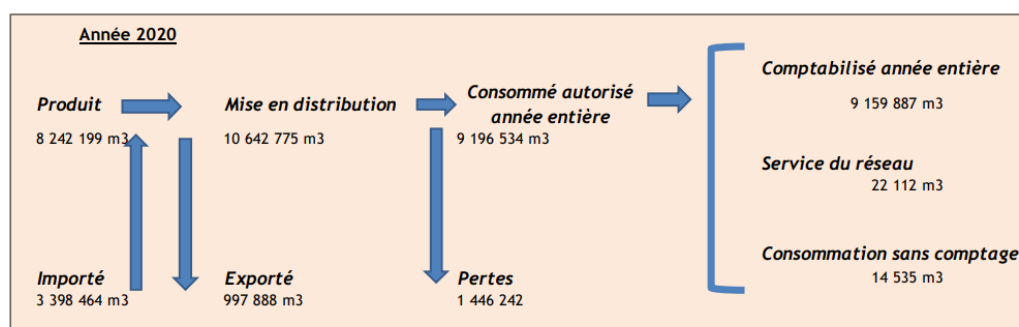 Année 2020
Produit
8 242 199 m3
Mise en distribution
10 642 775 m3
Consommé autorisé
année entière
9 196 534 m3
Comptabilisé année entière
9 159 887 m3
Service du réseau
22 112 m3
Consommation sans comptage
14 535 m3
Importé
3 398 464 m3
Exporté
997 888 m3
Pertes
1 446 242